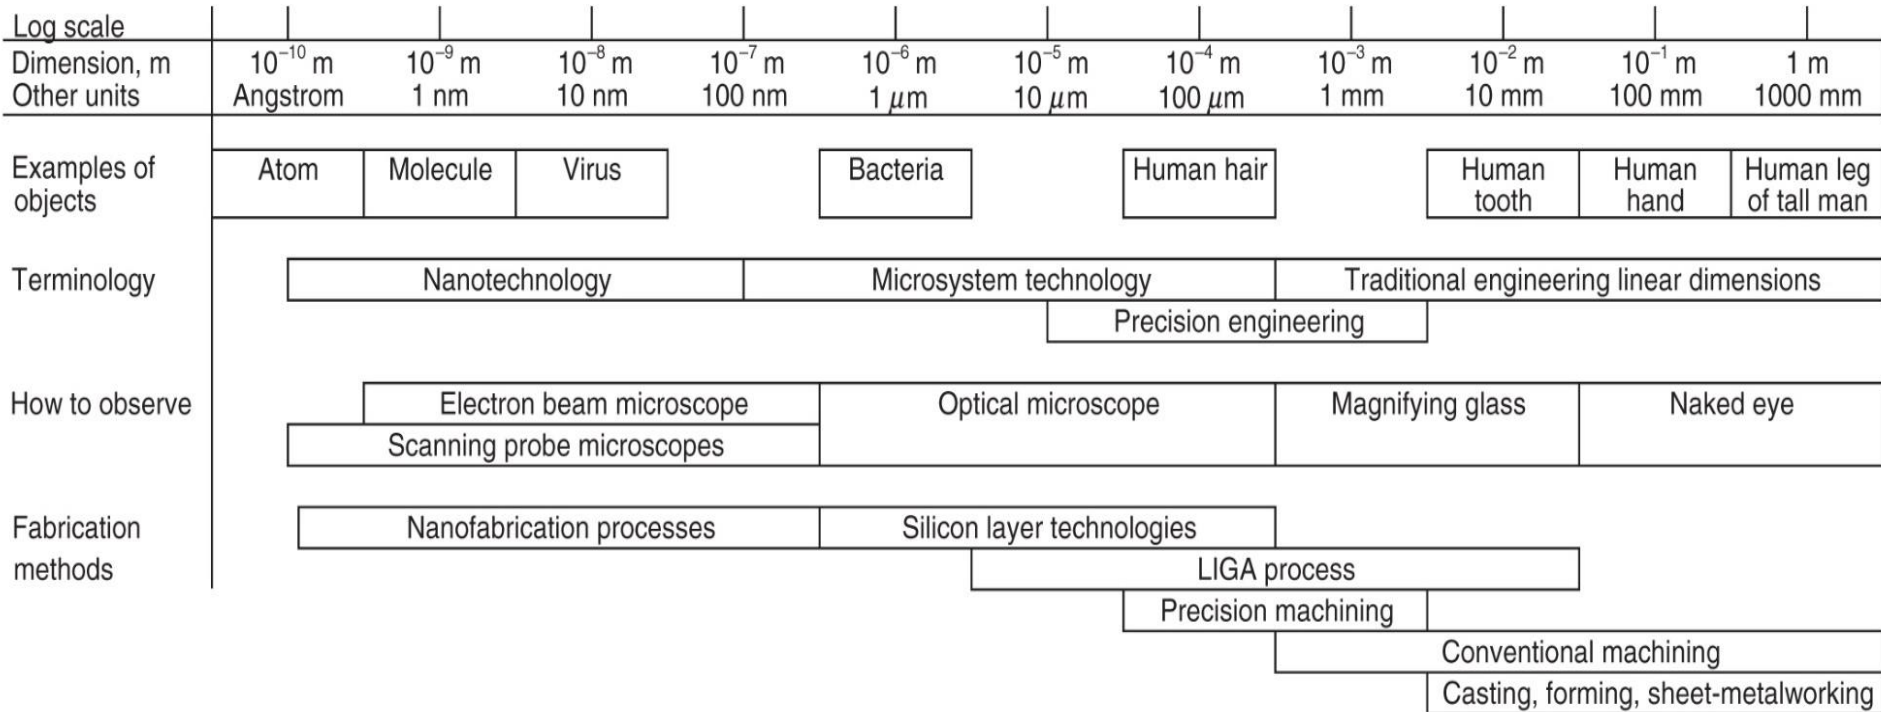 Log scale
Dimension, m 10⁻¹⁰ m 10⁻⁹ m 10⁻⁸ m 10⁻⁷ m 10⁻⁶ m 10⁻⁵ m 10⁻⁴ m 10⁻³ m 10⁻² m 10⁻¹ m 1 m
Other units Angstrom 1 nm 10 nm 100 nm 1 μm 10 μm 100 μm 1 mm 10 mm 100 mm 1000 mm
Examples of Atom Molecule Virus Bacteria Human hair Human Human Human leg
objects tooth hand of tall man
Terminology Nanotechnology Microsystem technology Traditional engineering linear dimensions
Precision engineering
How to observe Electron beam microscope Optical microscope Magnifying glass Naked eye
Scanning probe microscopes
Fabrication Nanofabrication processes Silicon layer technologies
methods LIGA process
Precision machining
Conventional machining
Casting, forming, sheet-metalworking